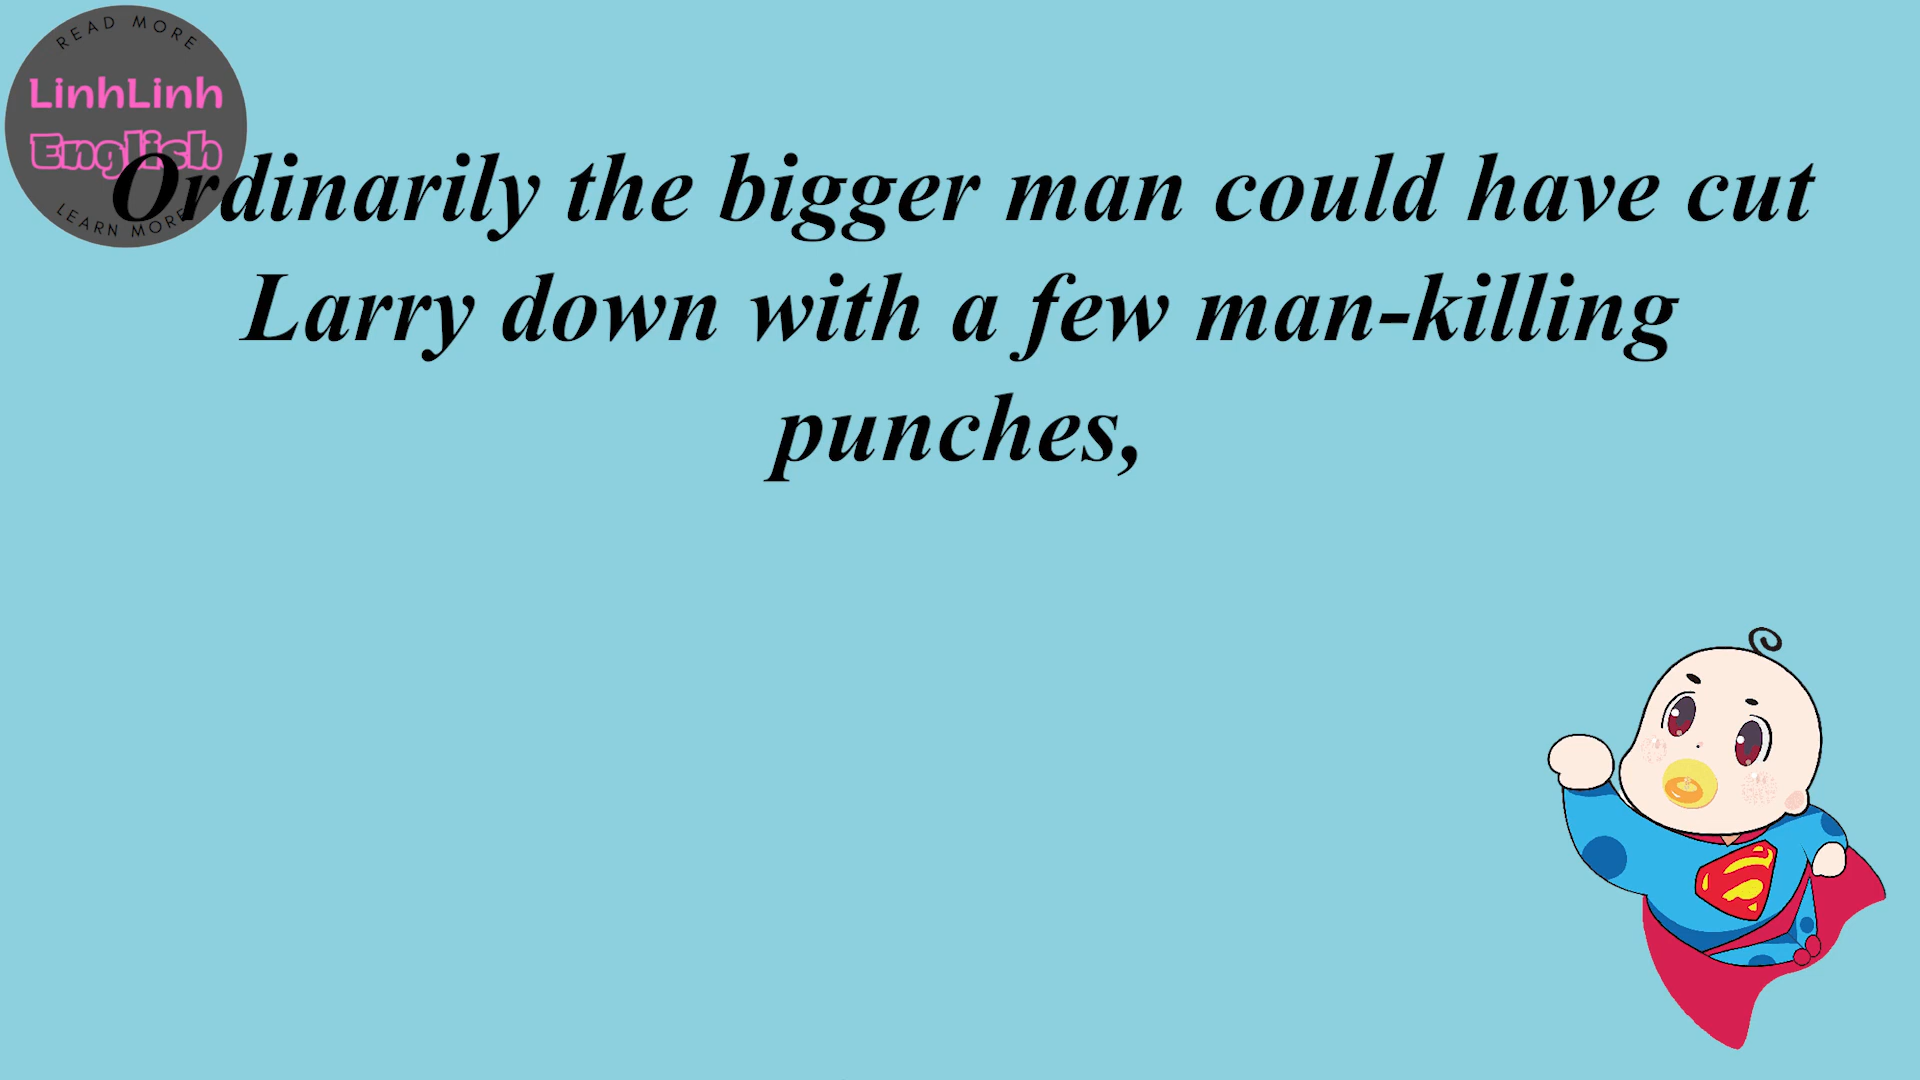 READ MORE
LinhLinh
English
LEARN MORE
Ordinarily the bigger man could have cut
Larry down with a few man-killing
punches,